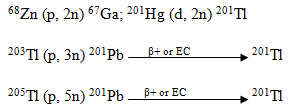 ⁶⁸Zn (p, 2n) ⁶⁷Ga; ²⁰¹Hg (d, 2n) ²⁰¹Tl
²⁰³Tl (p, 3n) ²⁰¹Pb β+ or EC ²⁰¹Tl
²⁰⁵Tl (p, 5n) ²⁰¹Pb β+ or EC ²⁰¹Tl